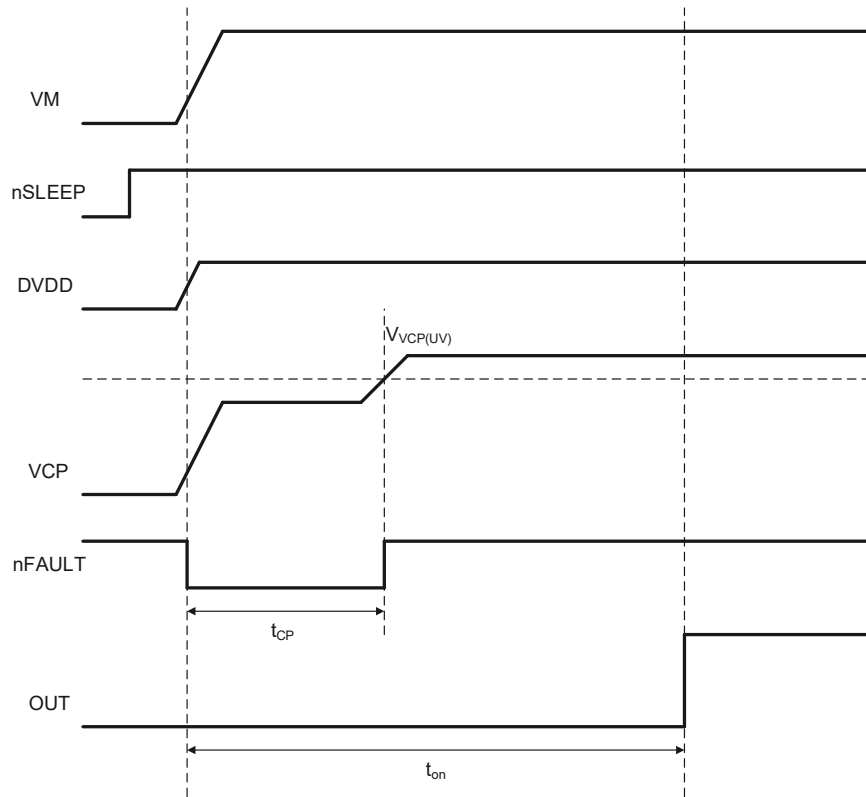 VM
nSLEEP
DVDD
VVCP(UV)
VCP
nFAULT
tCP
OUT
ton